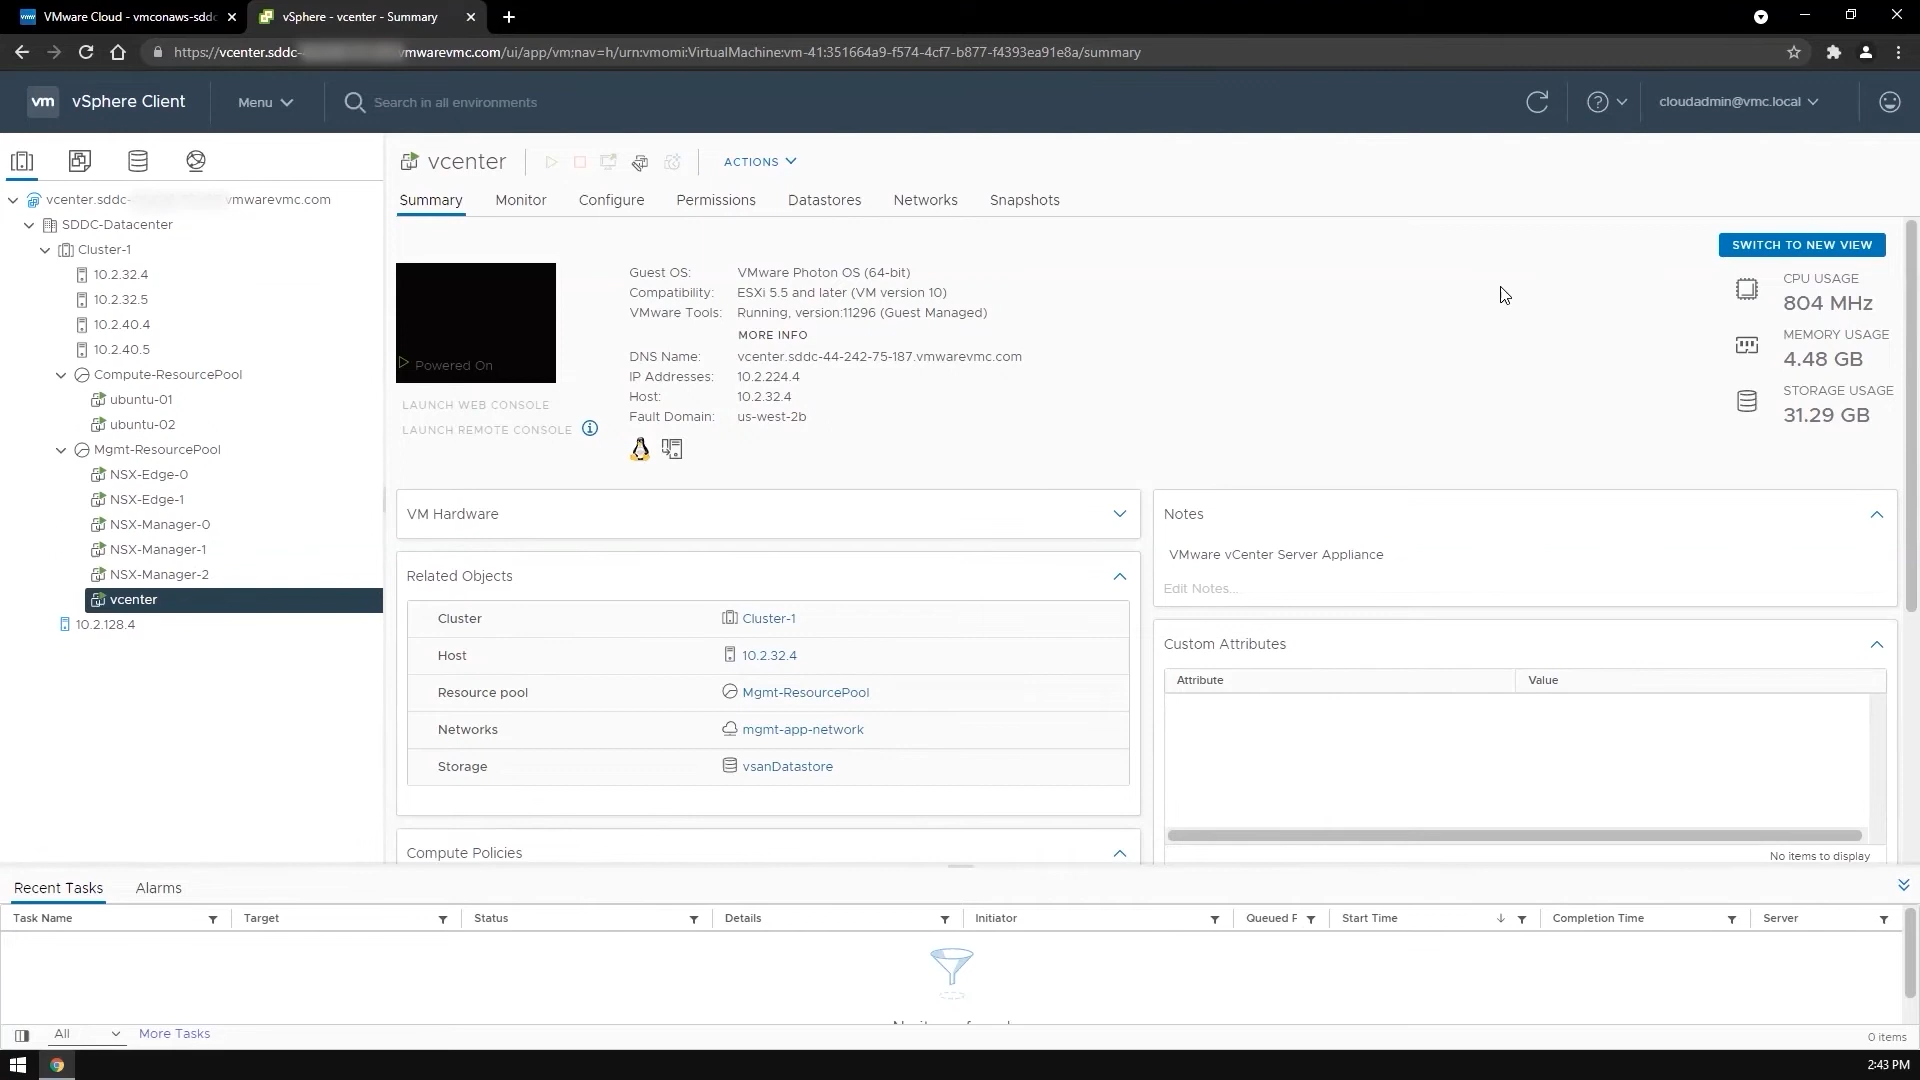 VMware Cloud - vmconaws-sddc
vSphere - vcenter - Summary
https://vcenter.sddc- vmwarevmc.com/ui/app/vm;nav=h/urn:vmomi:VirtualMachine:vm-41:351664a9-f574-4cf7-b877-f4393ea91e8a/summary
vm vSphere Client Menu Search in all environments cloudadmin@vmc.local
vcenter ACTIONS
Summary Monitor Configure Permissions Datastores Networks Snapshots
vcenter.sddc- vmwarevmc.com
SDDC-Datacenter
Cluster-1
10.2.32.4
10.2.32.5
10.2.40.4
10.2.40.5
Compute-ResourcePool
ubuntu-01
ubuntu-02
Mgmt-ResourcePool
NSX-Edge-0
NSX-Edge-1
NSX-Manager-0
NSX-Manager-1
NSX-Manager-2
vcenter
10.2.128.4
Powered On
LAUNCH WEB CONSOLE
LAUNCH REMOTE CONSOLE
Guest OS: VMware Photon OS (64-bit)
Compatibility: ESXi 5.5 and later (VM version 10)
VMware Tools: Running, version:11296 (Guest Managed)
MORE INFO
DNS Name: vcenter.sddc-44-242-75-187.vmwarevmc.com
IP Addresses: 10.2.224.4
Host: 10.2.32.4
Fault Domain: us-west-2b
SWITCH TO NEW VIEW
CPU USAGE
804 MHz
MEMORY USAGE
4.48 GB
STORAGE USAGE
31.29 GB
VM Hardware
Related Objects
Cluster Cluster-1
Host 10.2.32.4
Resource pool Mgmt-ResourcePool
Networks mgmt-app-network
Storage vsanDatastore
Compute Policies
Notes
VMware vCenter Server Appliance
Edit Notes...
Custom Attributes
Attribute Value
No items to display
Recent Tasks Alarms
Task Name Target Status Details Initiator Queued F Start Time Completion Time Server
All More Tasks
0 items
2:43 PM